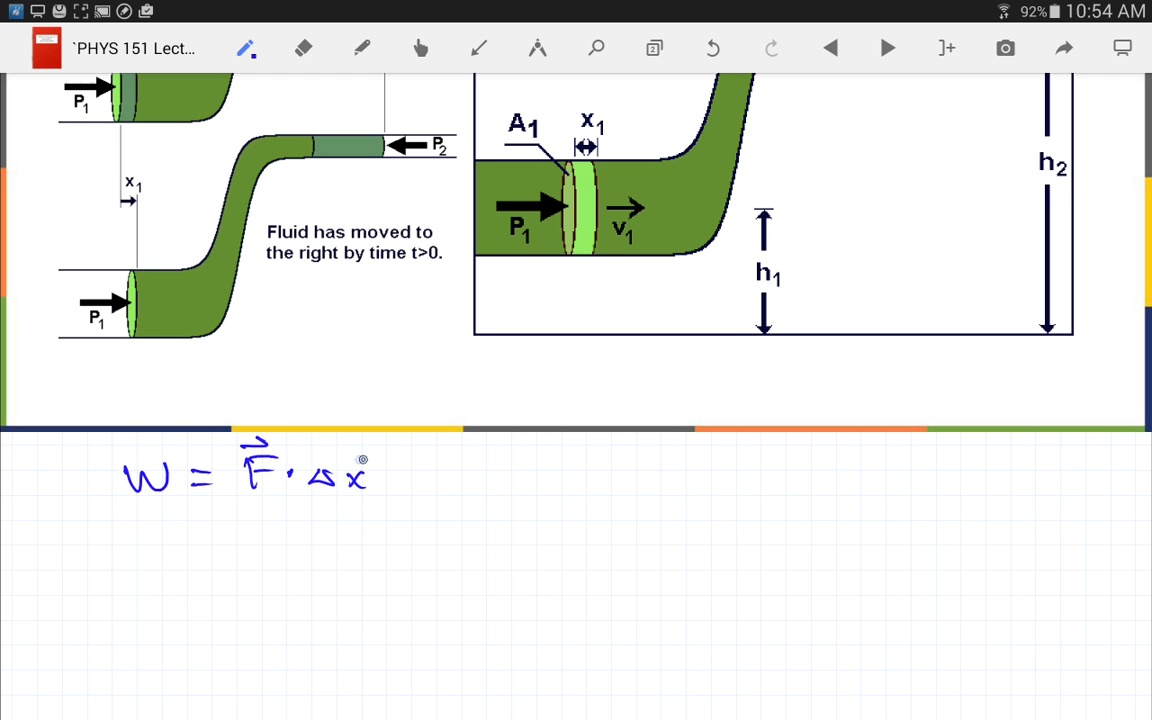 92% 10:54 AM
`PHYS 151 Lect...
P1
P2
x1
Fluid has moved to
the right by time t>0.
P1
A1
x1
P1
v1
h1
h2
W = F⃗ · Δx